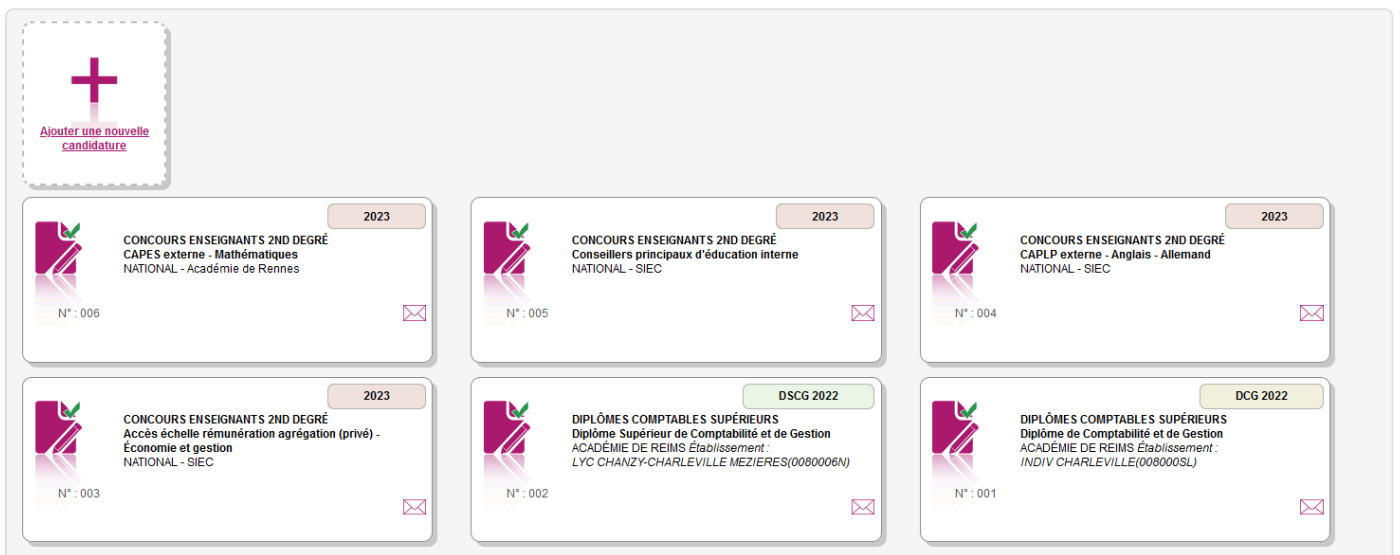 Ajouter une nouvelle
candidature
2023
CONCOURS ENSEIGNANTS 2ND DEGRÉ
CAPES externe - Mathématiques
NATIONAL - Académie de Rennes
N° : 006
2023
CONCOURS ENSEIGNANTS 2ND DEGRÉ
Conseillers principaux d'éducation interne
NATIONAL - SIEC
N° : 005
2023
CONCOURS ENSEIGNANTS 2ND DEGRÉ
CAPLP externe - Anglais - Allemand
NATIONAL - SIEC
N° : 004
2023
CONCOURS ENSEIGNANTS 2ND DEGRÉ
Accès échelle rémunération agrégation (privé) -
Économie et gestion
NATIONAL - SIEC
N° : 003
DSCG 2022
DIPLÔMES COMPTABLES SUPÉRIEURS
Diplôme Supérieur de Comptabilité et de Gestion
ACADÉMIE DE REIMS Établissement :
LYC CHANZY-CHARLEVILLE MEZIERES(0080006N)
N° : 002
DCG 2022
DIPLÔMES COMPTABLES SUPÉRIEURS
Diplôme de Comptabilité et de Gestion
ACADÉMIE DE REIMS Établissement :
INDIV CHARLEVILLE(008000SL)
N° : 001